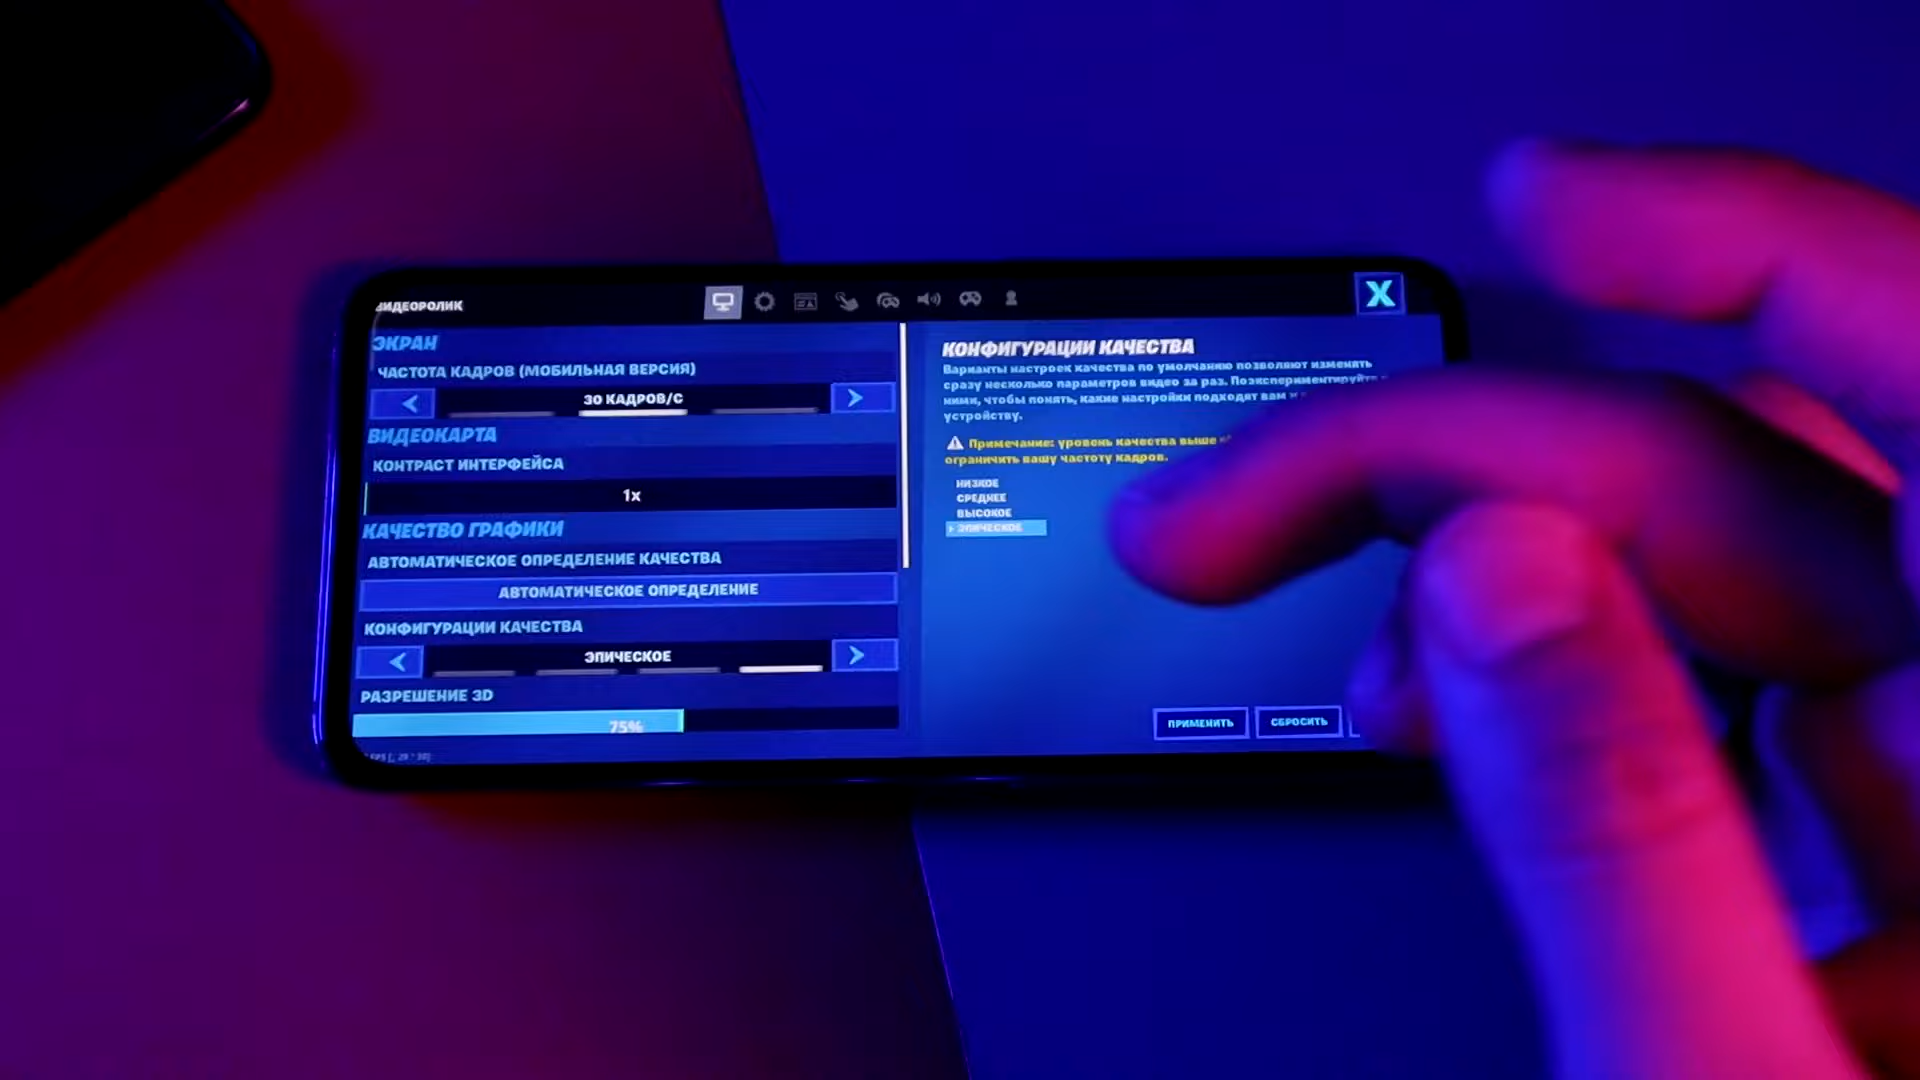 ВИДЕОРОЛИК
X
ЭКРАН
ЧАСТОТА КАДРОВ (МОБИЛЬНАЯ ВЕРСИЯ)
30 КАДРОВ/С
ВИДЕОКАРТА
КОНТРАСТ ИНТЕРФЕЙСА
1x
КАЧЕСТВО ГРАФИКИ
АВТОМАТИЧЕСКОЕ ОПРЕДЕЛЕНИЕ КАЧЕСТВА
АВТОМАТИЧЕСКОЕ ОПРЕДЕЛЕНИЕ
КОНФИГУРАЦИИ КАЧЕСТВА
ЭПИЧЕСКОЕ
РАЗРЕШЕНИЕ 3D
75%
КОНФИГУРАЦИИ КАЧЕСТВА
Варианты настроек качества по умолчанию позволяют изменять
сразу несколько параметров видео за раз. Поэкспериментируйте
ними, чтобы понять, какие настройки подходят вам
устройству.
Примечание: уровень качества выше
ограничить вашу частоту кадров.
НИЗКОЕ
СРЕДНЕЕ
ВЫСОКОЕ
ЭПИЧЕСКОЕ
ПРИМЕНИТЬ
СБРОСИТЬ